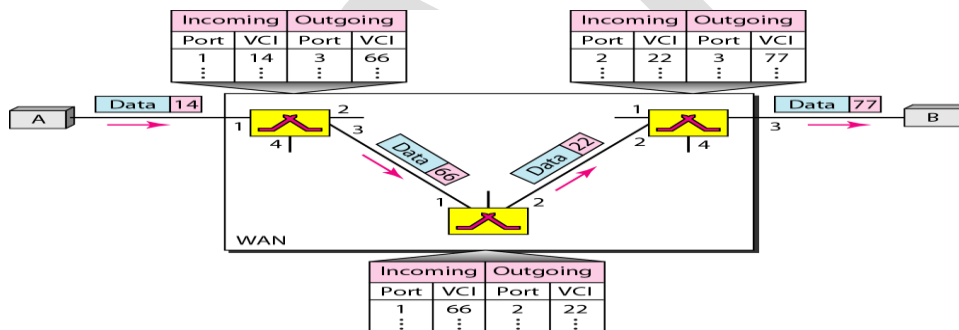 Incoming Outgoing
Port VCI Port VCI
1 14 3 66
⋮ ⋮ ⋮ ⋮
Incoming Outgoing
Port VCI Port VCI
2 22 3 77
⋮ ⋮ ⋮ ⋮
A
Data 14
1
2
3
4
Data 66
1
2
Data 22
1
2
3
4
Data 77
B
WAN
Incoming Outgoing
Port VCI Port VCI
1 66 2 22
⋮ ⋮ ⋮ ⋮